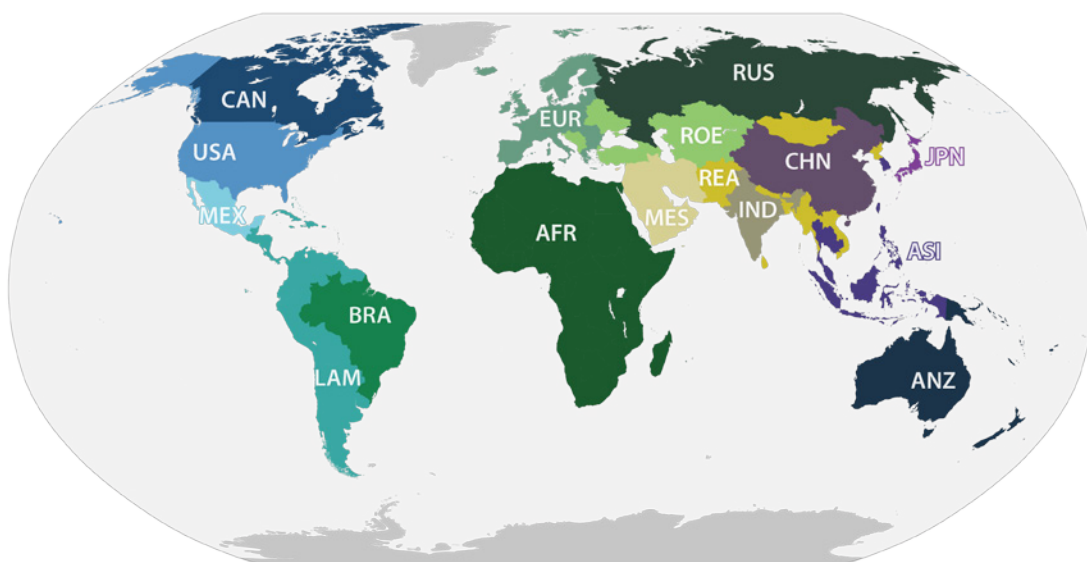 RUS
CAN
EUR
ROE
USA
CHN
JPN
REA
MEX
MES
IND
AFR
ASI
BRA
LAM
ANZ